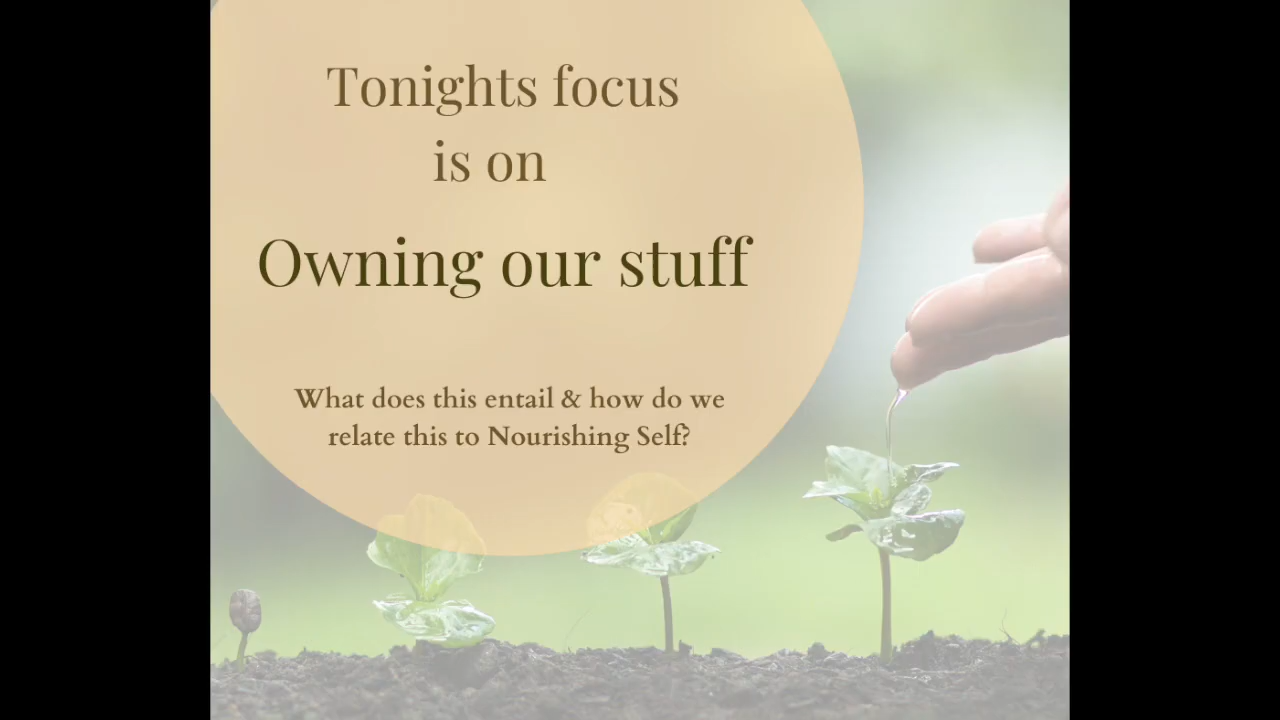 Tonights focus
is on
Owning our stuff
What does this entail & how do we
relate this to Nourishing Self?